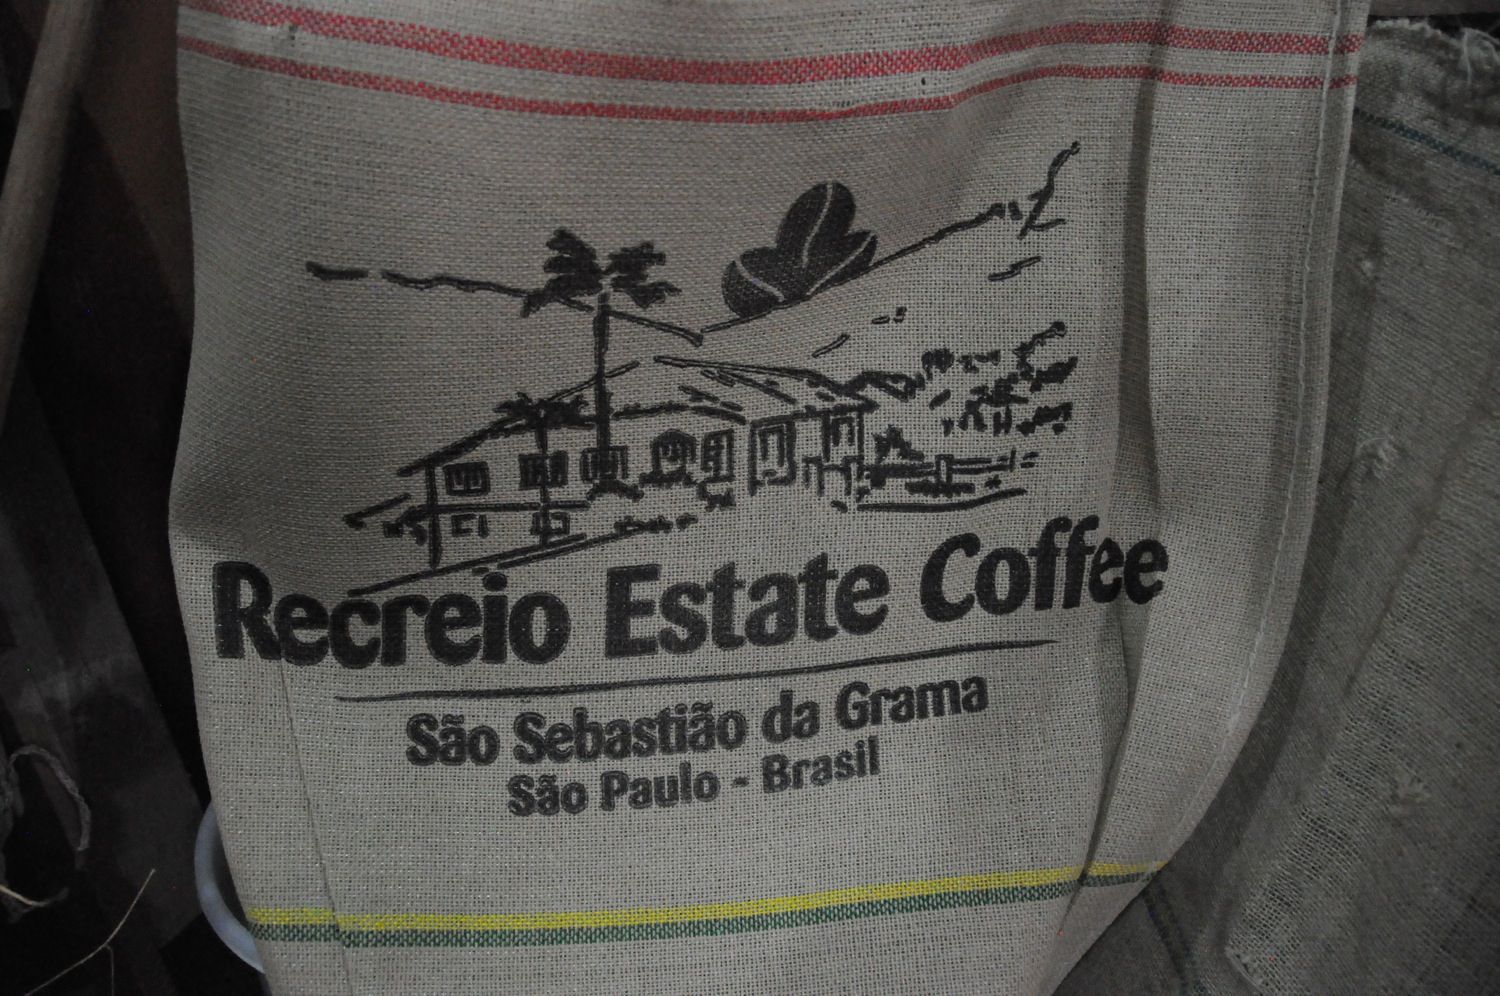 Recreio Estate Coffee
São Sebastião da Grama
São Paulo - Brasil